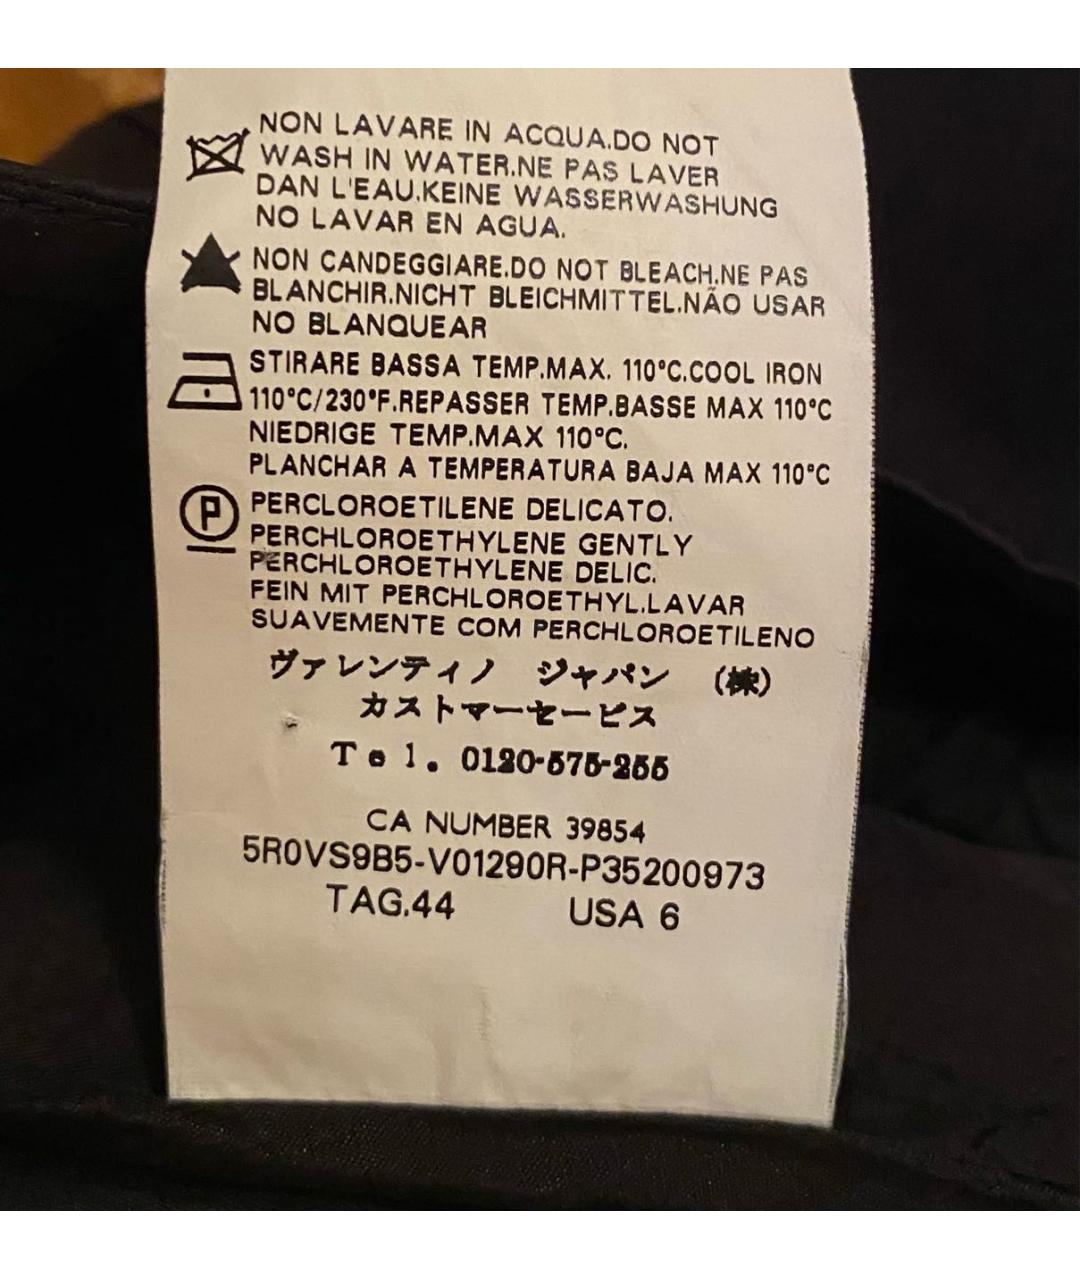 NON LAVARE IN ACQUA.DO NOT
WASH IN WATER.NE PAS LAVER
DAN L'EAU.KEINE WASSERWASHUNG
NO LAVAR EN AGUA.
NON CANDEGGIARE.DO NOT BLEACH.NE PAS
BLANCHIR.NICHT BLEICHMITTEL.NÃO USAR
NO BLANQUEAR
STIRARE BASSA TEMP.MAX. 110°C.COOL IRON
110°C/230°F.REPASSER TEMP.BASSE MAX 110°C
NIEDRIGE TEMP.MAX 110°C.
PLANCHAR A TEMPERATURA BAJA MAX 110°C
P PERCLOROETILENE DELICATO.
PERCHLOROETHYLENE GENTLY
PERCHLOROETHYLENE DELIC.
FEIN MIT PERCHLOROETHYL.LAVAR
SUAVEMENTE COM PERCHLOROETILENO
ヴァレンティノ ジャパン (株)
カストマーセービス
Tel. 0120-575-255
CA NUMBER 39854
5R0VS9B5-V01290R-P35200973
TAG.44 USA 6